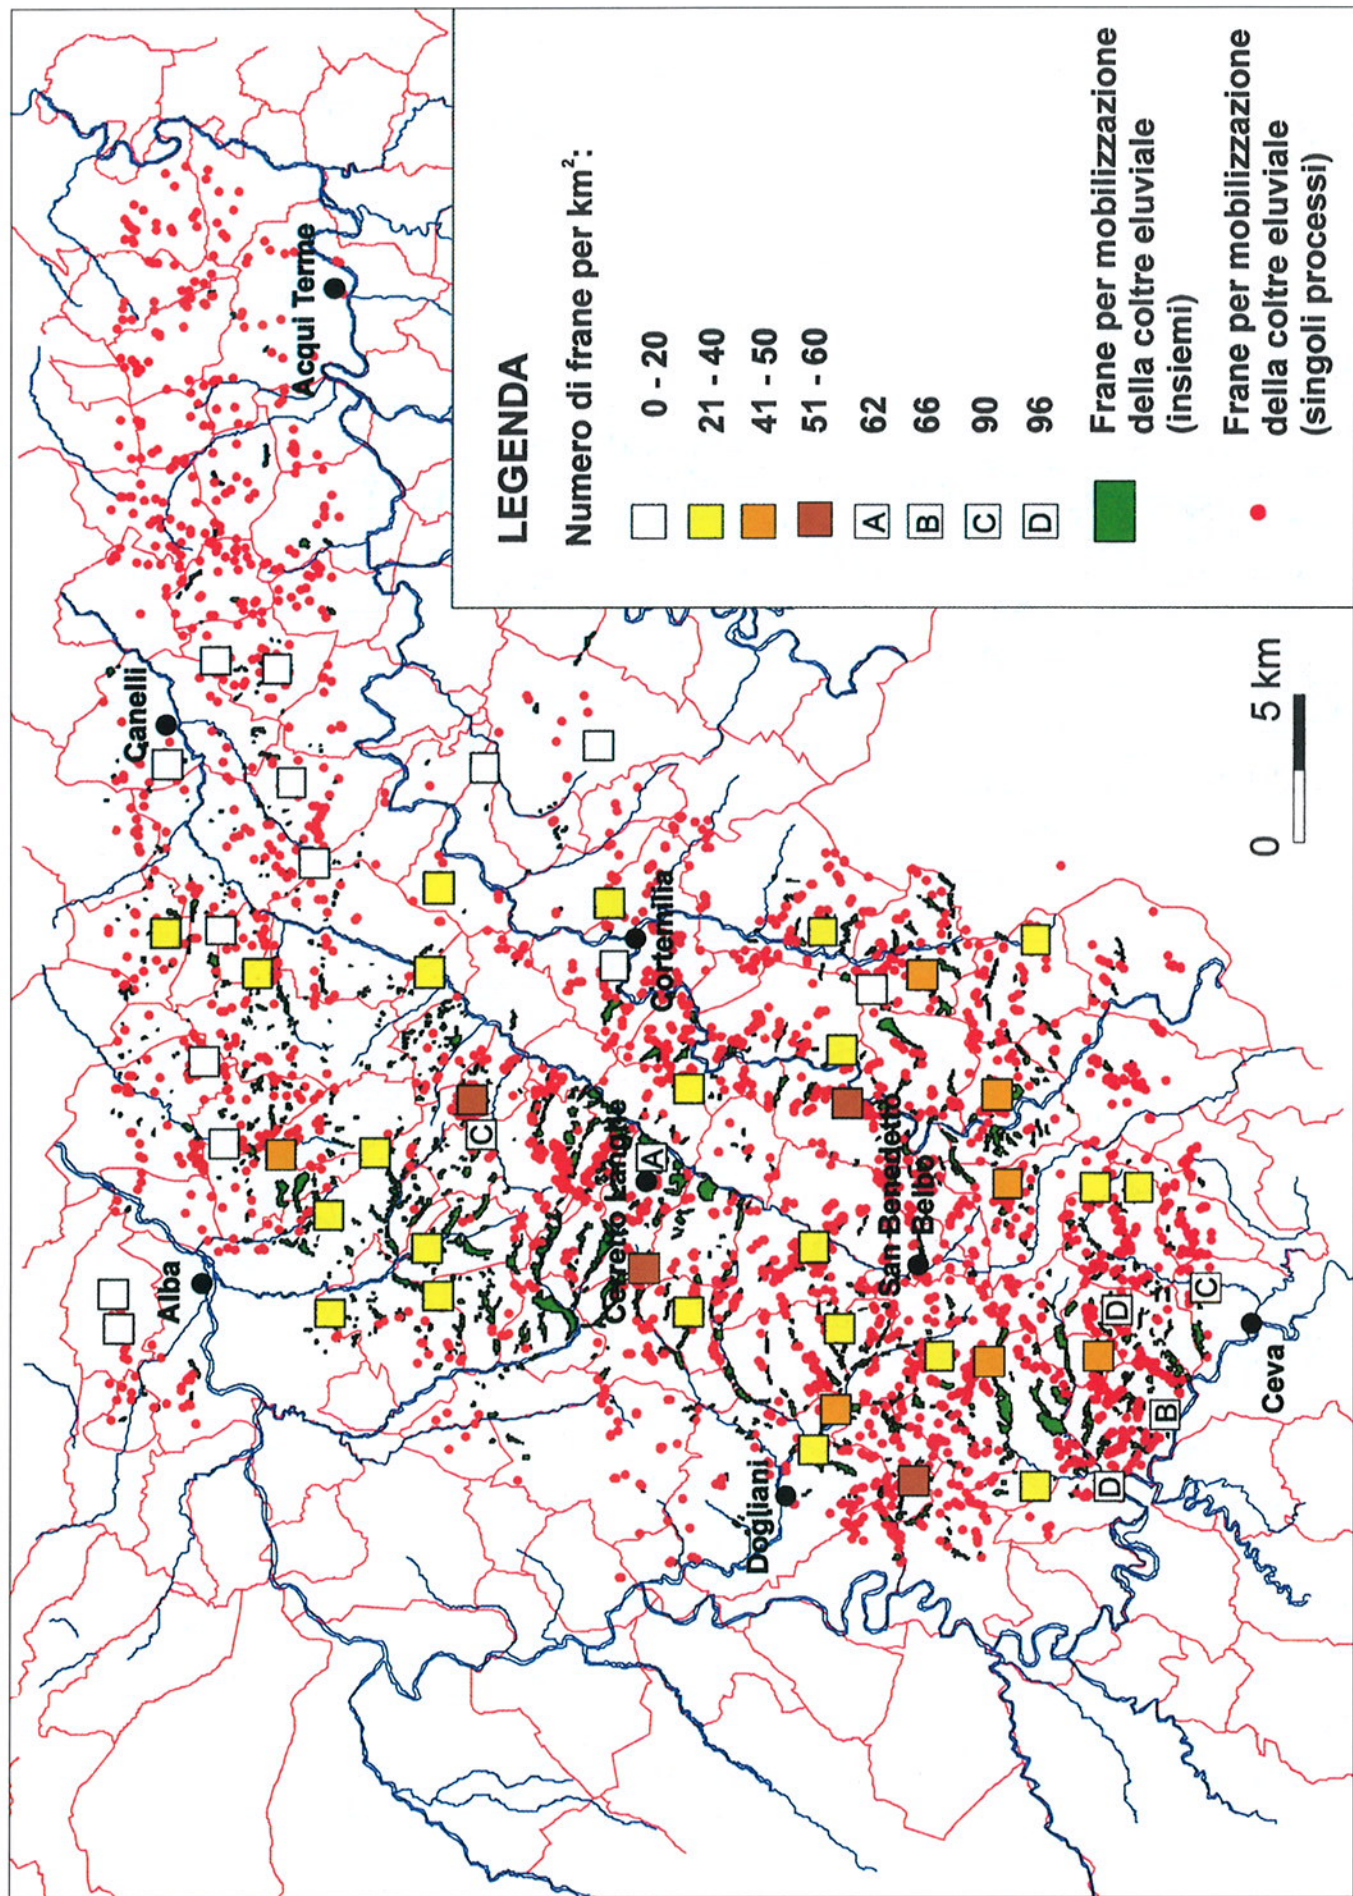 Alba
Canelli
Acqui Terme
Cerreto Langhe
Cortemilia
Dogliani
San Benedetto
Belbo
Ceva
A
B
C
C
D
D
0 5 km
LEGENDA
Numero di frane per km²:
0 - 20
21 - 40
41 - 50
51 - 60
A 62
B 66
C 90
D 96
Frane per mobilizzazione
della coltre eluviale
(insiemi)
Frane per mobilizzazione
della coltre eluviale
(singoli processi)